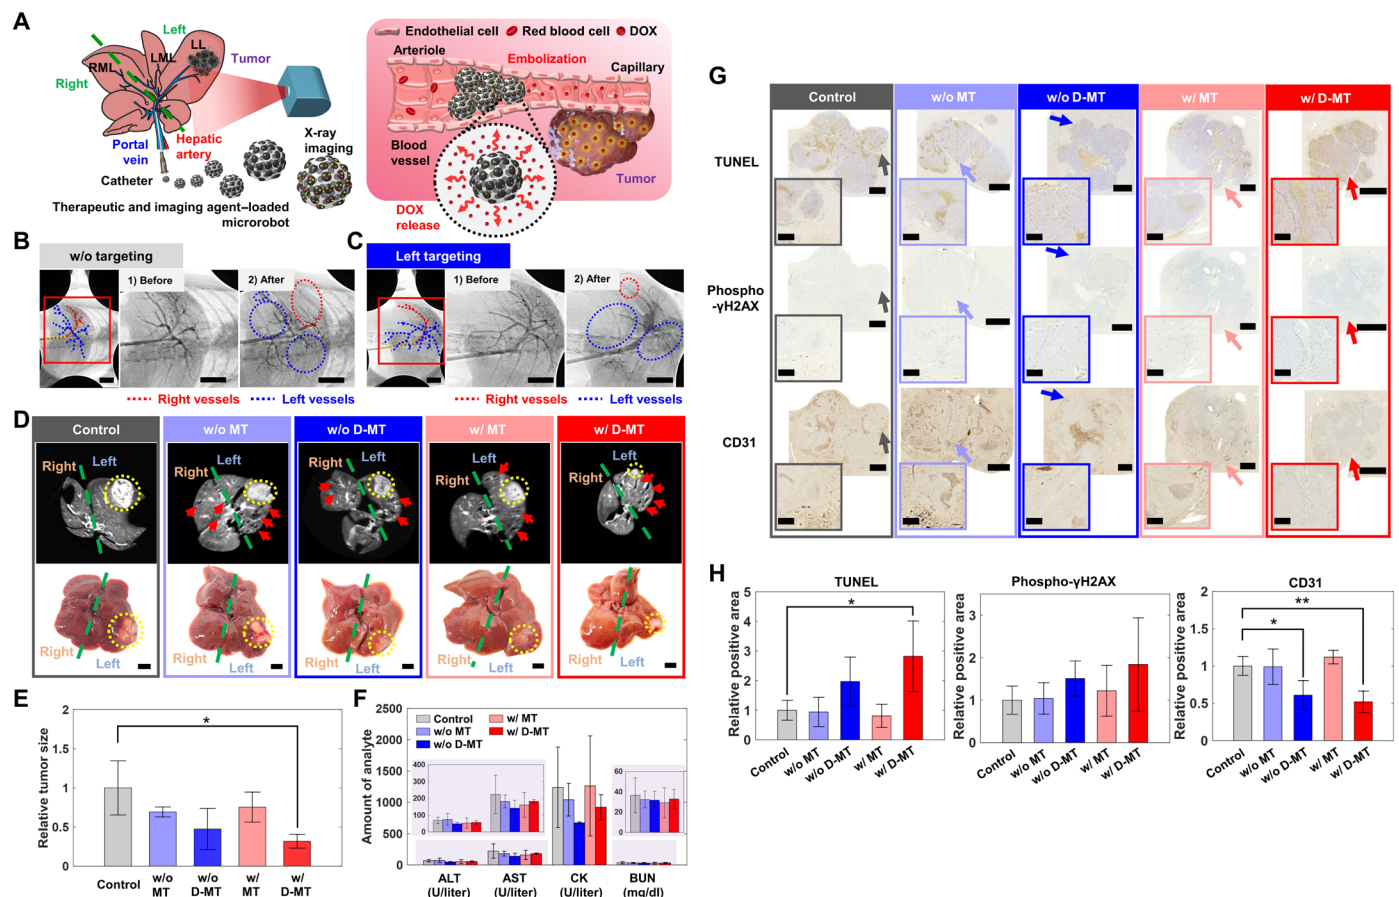 A
Left
LL
LML
RML
Tumor
Right
Portal
vein
Hepatic
artery
Catheter
X-ray
imaging
Therapeutic and imaging agent–loaded
microrobot
Endothelial cell
Red blood cell
DOX
Arteriole
Embolization
Capillary
Blood
vessel
Tumor
DOX
release
B
w/o targeting
1) Before
2) After
C
Left targeting
1) Before
2) After
Right vessels
Left vessels
Right vessels
Left vessels
D
Control
w/o MT
w/o D-MT
w/ MT
w/ D-MT
Right
Left
Right
Left
Right
Left
Right
Left
Right
Left
Right
Left
Right
Left
Right
Left
Right
Left
Right
Left
E
Relative tumor size
2
1.5
1
0.5
0
*
Control
w/o
MT
w/o
D-MT
w/
MT
w/
D-MT
F
Amount of analyte
2500
2000
1500
1000
500
0
Control
w/o MT
w/o D-MT
w/ MT
w/ D-MT
400
300
200
100
0
60
40
20
0
ALT
(U/liter)
AST
(U/liter)
CK
(U/liter)
BUN
(mg/dl)
G
Control
w/o MT
w/o D-MT
w/ MT
w/ D-MT
TUNEL
Phospho
-γH2AX
CD31
H
TUNEL
Relative positive area
5
4
3
2
1
0
*
Control
w/o MT
w/o D-MT
w/ MT
w/ D-MT
Phospho-γH2AX
Relative positive area
3
2
1
0
Control
w/o MT
w/o D-MT
w/ MT
w/ D-MT
CD31
Relative positive area
2
1.5
1
0.5
0
*
**
Control
w/o MT
w/o D-MT
w/ MT
w/ D-MT